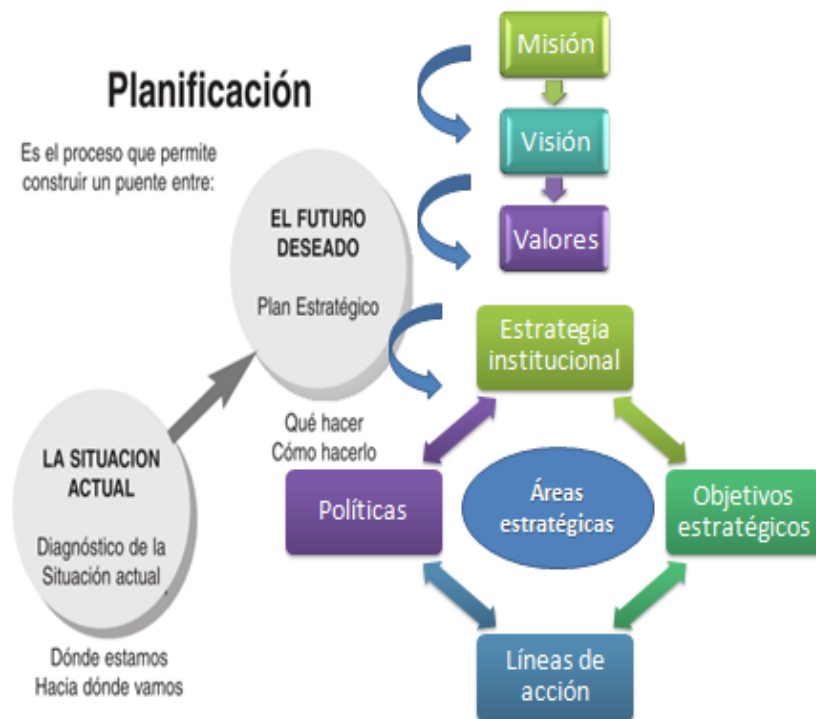 Planificación
Es el proceso que permite
construir un puente entre:
EL FUTURO
DESEADO
Plan Estratégico
Qué hacer
Cómo hacerlo
LA SITUACION
ACTUAL
Diagnóstico de la
Situación actual
Dónde estamos
Hacia dónde vamos
Misión
Visión
Valores
Estrategia
institucional
Políticas
Áreas
estratégicas
Objetivos
estratégicos
Líneas de
acción